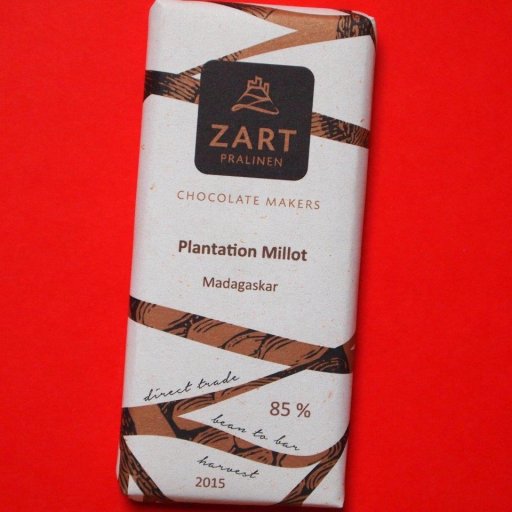 ZART
PRALINEN
CHOCOLATE MAKERS
Plantation Millot
Madagaskar
direct trade
85 %
bean to bar
harvest
2015